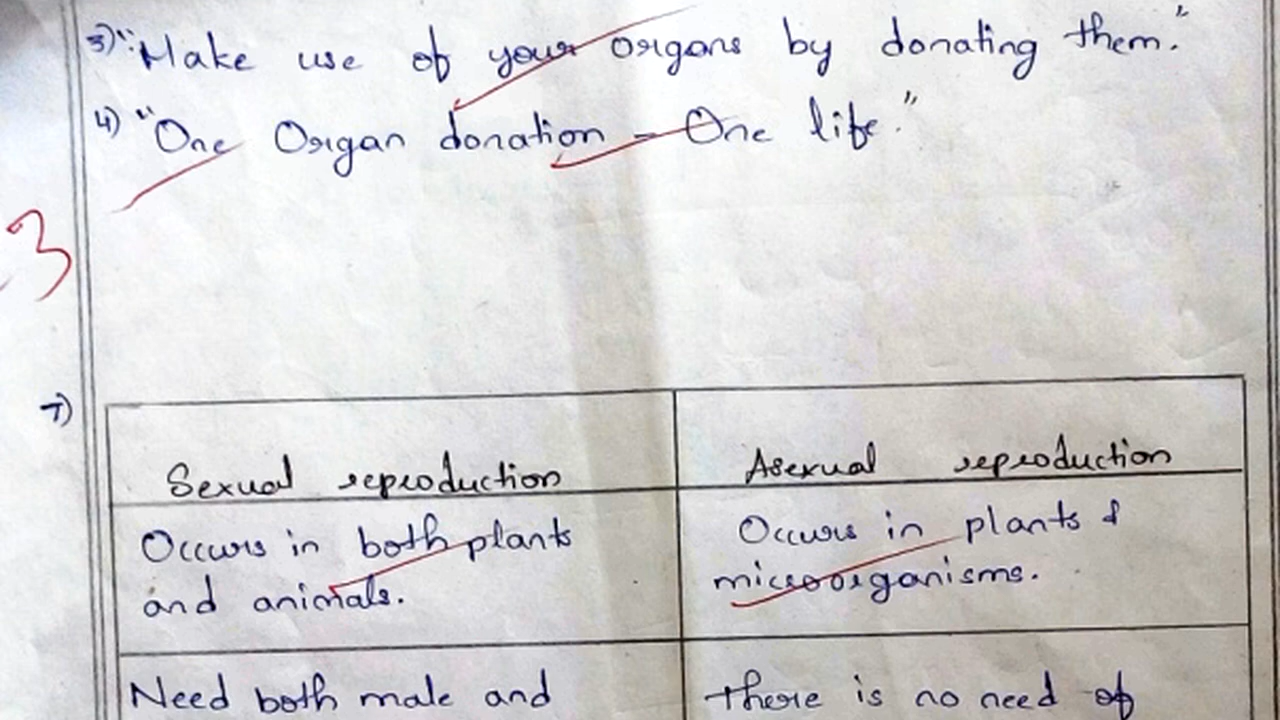 3) "Make use of your organs by donating them."
4) "One Organ donation - One life."
3
7)
Sexual reproduction
Asexual reproduction
Occurs in both plants
and animals.
Occurs in plants &
microorganisms.
Need both male and
there is no need of